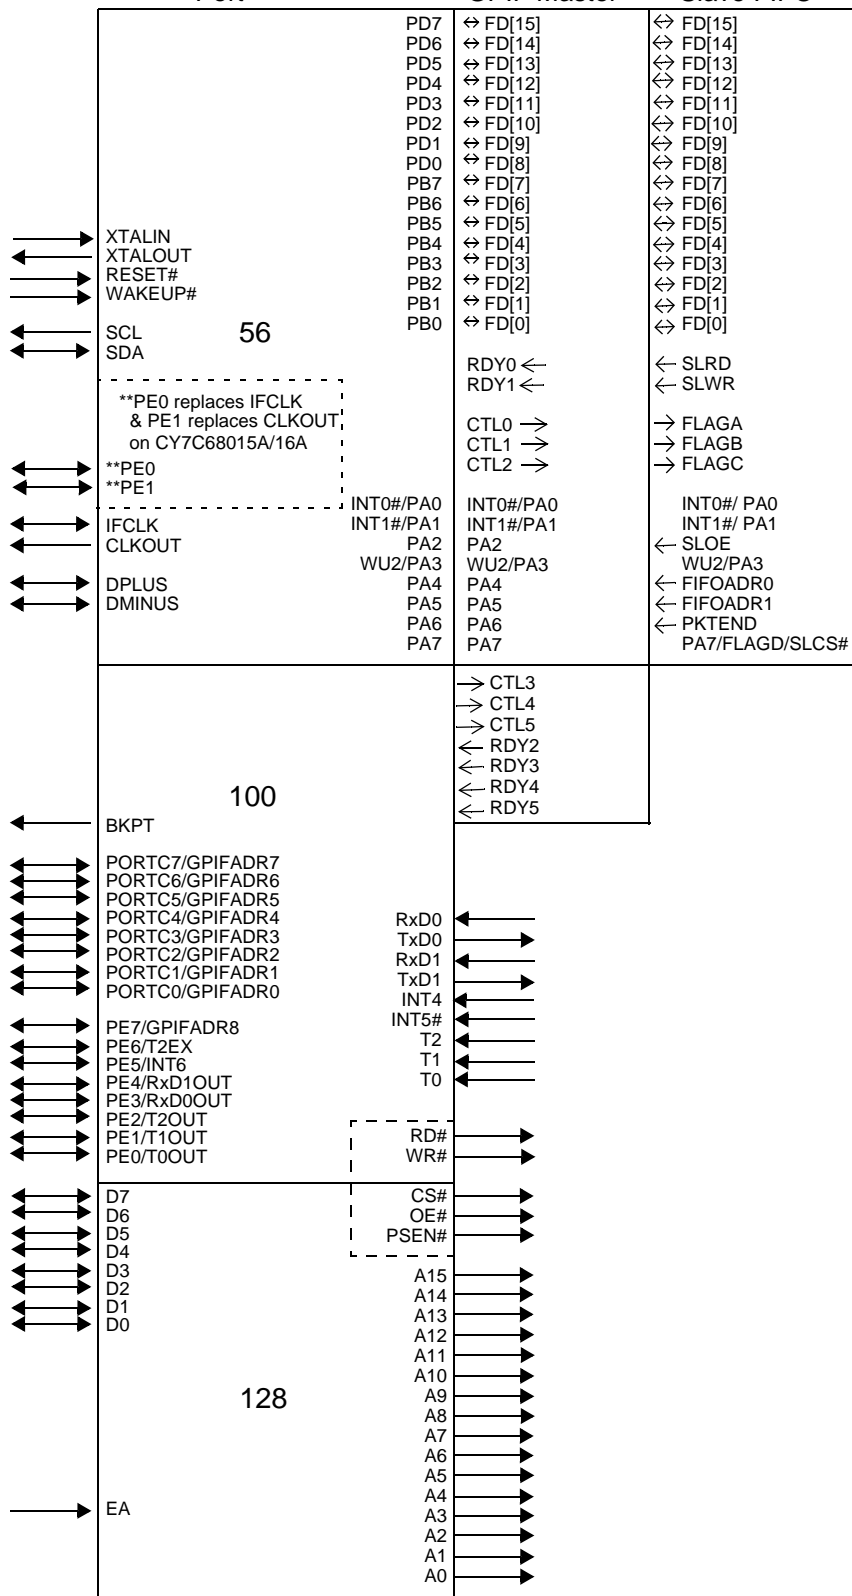 PD7 ↔ FD[15] ↔ FD[15]
PD6 ↔ FD[14] ↔ FD[14]
PD5 ↔ FD[13] ↔ FD[13]
PD4 ↔ FD[12] ↔ FD[12]
PD3 ↔ FD[11] ↔ FD[11]
PD2 ↔ FD[10] ↔ FD[10]
PD1 ↔ FD[9] ↔ FD[9]
PD0 ↔ FD[8] ↔ FD[8]
PB7 ↔ FD[7] ↔ FD[7]
PB6 ↔ FD[6] ↔ FD[6]
PB5 ↔ FD[5] ↔ FD[5]
PB4 ↔ FD[4] ↔ FD[4]
PB3 ↔ FD[3] ↔ FD[3]
PB2 ↔ FD[2] ↔ FD[2]
PB1 ↔ FD[1] ↔ FD[1]
PB0 ↔ FD[0] ↔ FD[0]
XTALIN
XTALOUT
RESET#
WAKEUP#
SCL
SDA
56
RDY0 ← ← SLRD
RDY1 ← ← SLWR
**PE0 replaces IFCLK
& PE1 replaces CLKOUT
on CY7C68015A/16A
CTL0 → → FLAGA
CTL1 → → FLAGB
CTL2 → → FLAGC
**PE0
**PE1
INT0#/PA0 INT0#/PA0 INT0#/ PA0
IFCLK INT1#/PA1 INT1#/PA1 INT1#/ PA1
CLKOUT PA2 PA2 ← SLOE
WU2/PA3 WU2/PA3 WU2/PA3
DPLUS PA4 PA4 ← FIFOADR0
DMINUS PA5 PA5 ← FIFOADR1
PA6 PA6 ← PKTEND
PA7 PA7 PA7/FLAGD/SLCS#
→ CTL3
→ CTL4
→ CTL5
← RDY2
← RDY3
← RDY4
← RDY5
100
BKPT
PORTC7/GPIFADR7
PORTC6/GPIFADR6
PORTC5/GPIFADR5
PORTC4/GPIFADR4
PORTC3/GPIFADR3
PORTC2/GPIFADR2
PORTC1/GPIFADR1
PORTC0/GPIFADR0
RxD0
TxD0
RxD1
TxD1
INT4
INT5#
T2
T1
T0
PE7/GPIFADR8
PE6/T2EX
PE5/INT6
PE4/RxD1OUT
PE3/RxD0OUT
PE2/T2OUT
PE1/T1OUT
PE0/T0OUT
RD#
WR#
CS#
OE#
PSEN#
D7
D6
D5
D4
D3
D2
D1
D0
A15
A14
A13
A12
A11
A10
A9
A8
A7
A6
A5
A4
A3
A2
A1
A0
128
EA